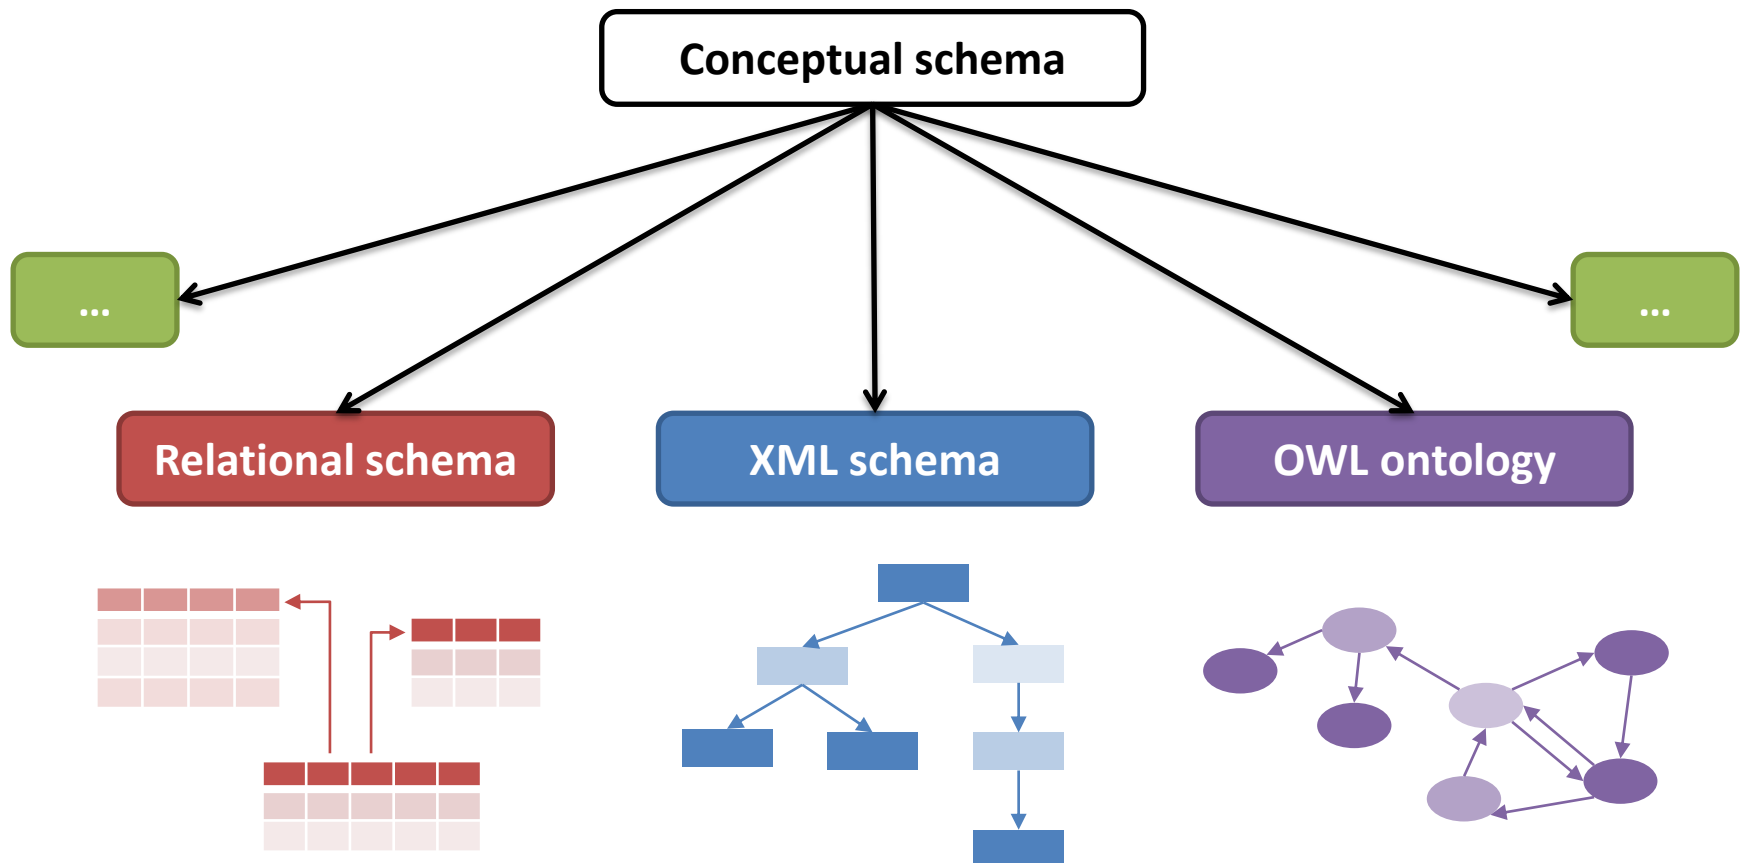 Conceptual schema
...
...
Relational schema
XML schema
OWL ontology